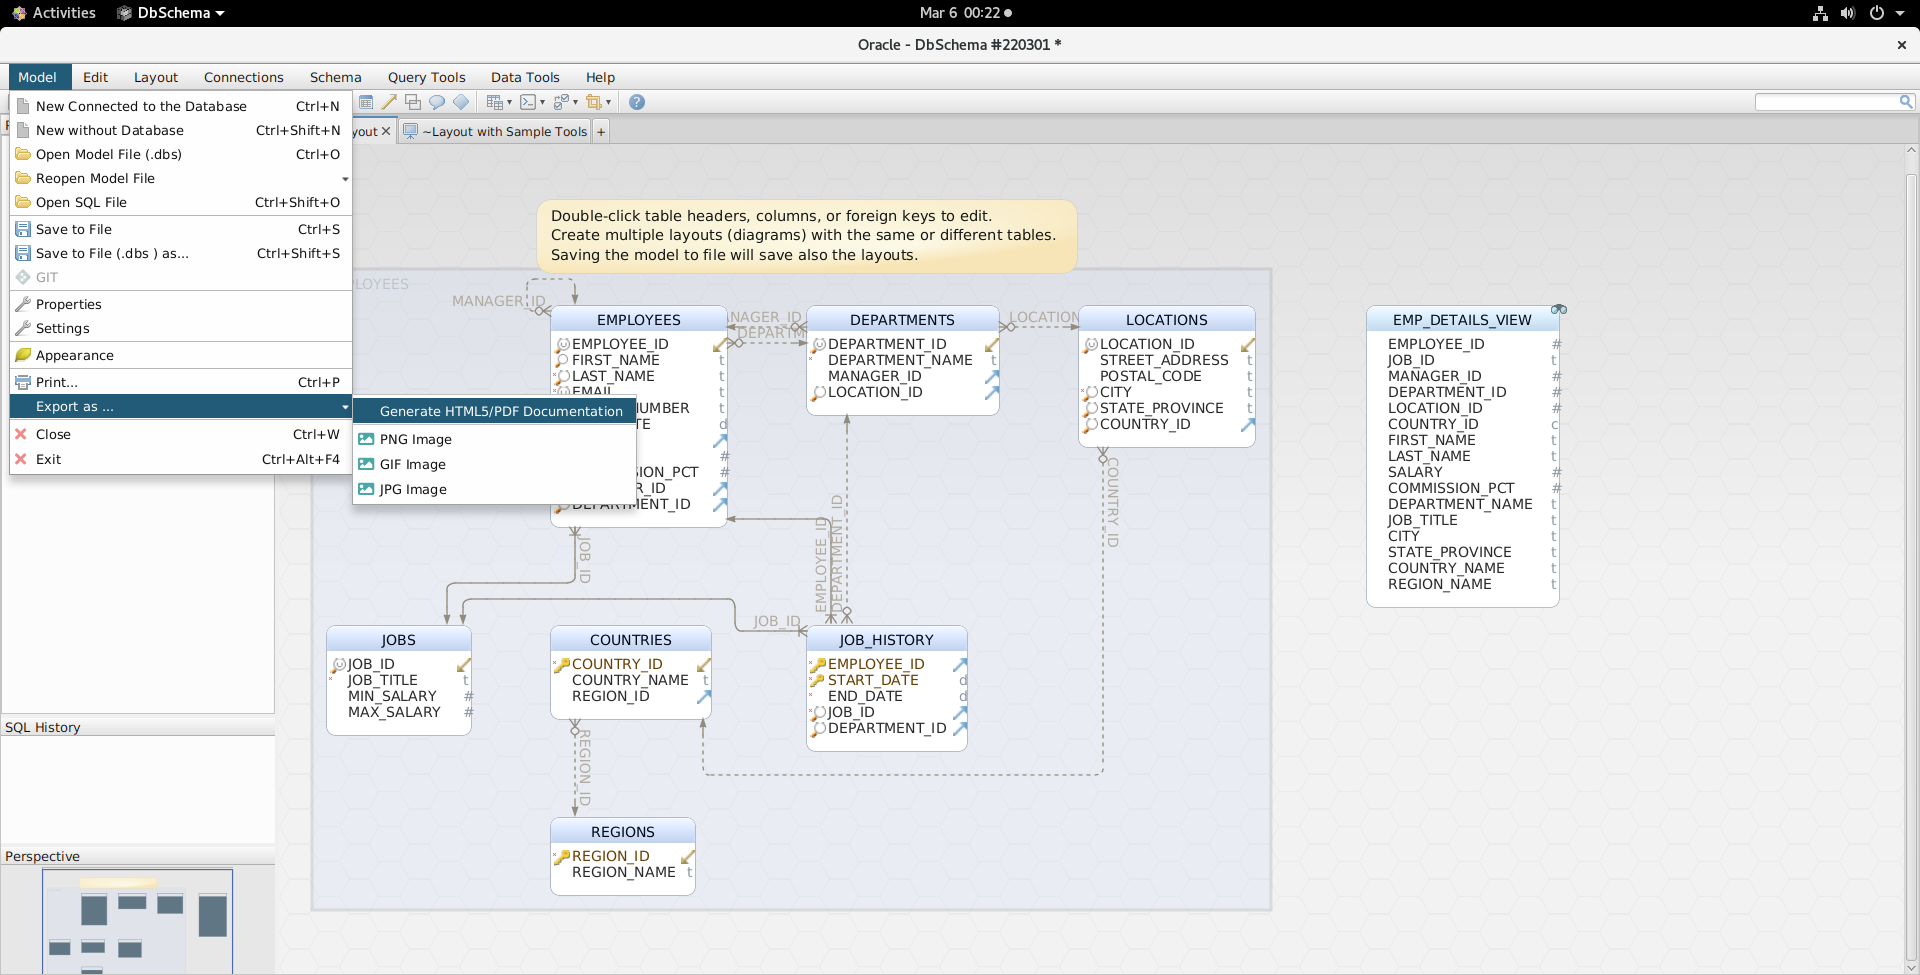 Activities
DbSchema
Mar 6 00:22
Oracle - DbSchema #220301 *
Model Edit Layout Connections Schema Query Tools Data Tools Help
New Connected to the Database Ctrl+N
New without Database Ctrl+Shift+N
Open Model File (.dbs) Ctrl+O
Reopen Model File
Open SQL File Ctrl+Shift+O
Save to File Ctrl+S
Save to File (.dbs ) as... Ctrl+Shift+S
GIT
Properties
Settings
Appearance
Print... Ctrl+P
Export as ...
Close Ctrl+W
Exit Ctrl+Alt+F4
Generate HTML5/PDF Documentation
PNG Image
GIF Image
JPG Image
yout
~Layout with Sample Tools
+
Double-click table headers, columns, or foreign keys to edit.
Create multiple layouts (diagrams) with the same or different tables.
Saving the model to file will save also the layouts.
LOYEES
MANAGER_ID
EMPLOYEES
EMPLOYEE_ID
FIRST_NAME t
LAST_NAME t
EMAIL
NUMBER t
TE d
#
ION_PCT #
R_ID
DEPARTMENT_ID
NAGER_ID
DEPARTM
DEPARTMENTS
DEPARTMENT_ID
DEPARTMENT_NAME t
MANAGER_ID
LOCATION_ID
LOCATION
LOCATIONS
LOCATION_ID
STREET_ADDRESS t
POSTAL_CODE t
CITY t
STATE_PROVINCE t
COUNTRY_ID
EMP_DETAILS_VIEW
EMPLOYEE_ID #
JOB_ID t
MANAGER_ID #
DEPARTMENT_ID #
LOCATION_ID #
COUNTRY_ID c
FIRST_NAME t
LAST_NAME t
SALARY #
COMMISSION_PCT #
DEPARTMENT_NAME t
JOB_TITLE t
CITY t
STATE_PROVINCE t
COUNTRY_NAME t
REGION_NAME t
JOB_ID
EMPLOYEE_ID
DEPARTMENT_ID
COUNTRY_ID
JOB_ID
JOBS
JOB_ID
JOB_TITLE t
MIN_SALARY #
MAX_SALARY #
COUNTRIES
COUNTRY_ID
COUNTRY_NAME t
REGION_ID
JOB_HISTORY
EMPLOYEE_ID
START_DATE d
END_DATE d
JOB_ID
DEPARTMENT_ID
REGION_ID
REGIONS
REGION_ID
REGION_NAME t
SQL History
Perspective